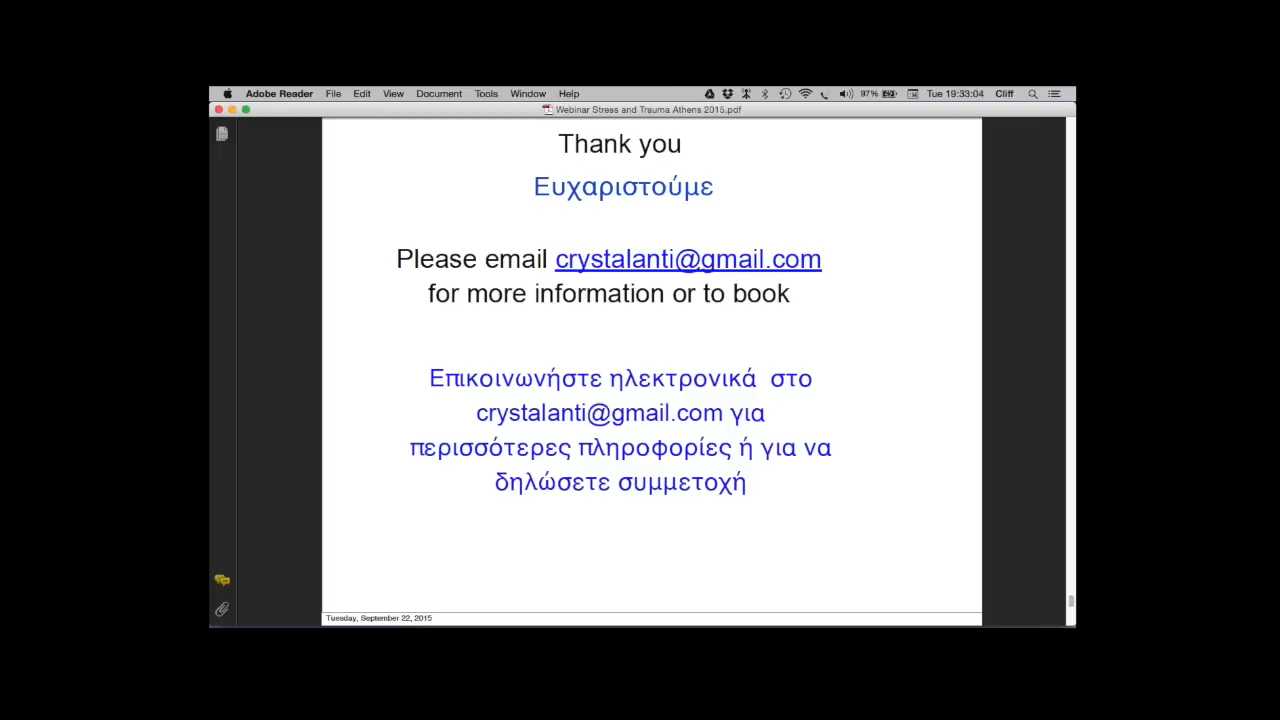 Adobe Reader File Edit View Document Tools Window Help 97% Tue 19:33:04 Cliff
Webinar Stress and Trauma Athens 2015.pdf
Thank you
Ευχαριστούμε
Please email crystalanti@gmail.com
for more information or to book
Επικοινωνήστε ηλεκτρονικά στο
crystalanti@gmail.com για
περισσότερες πληροφορίες ή για να
δηλώσετε συμμετοχή
Tuesday, September 22, 2015